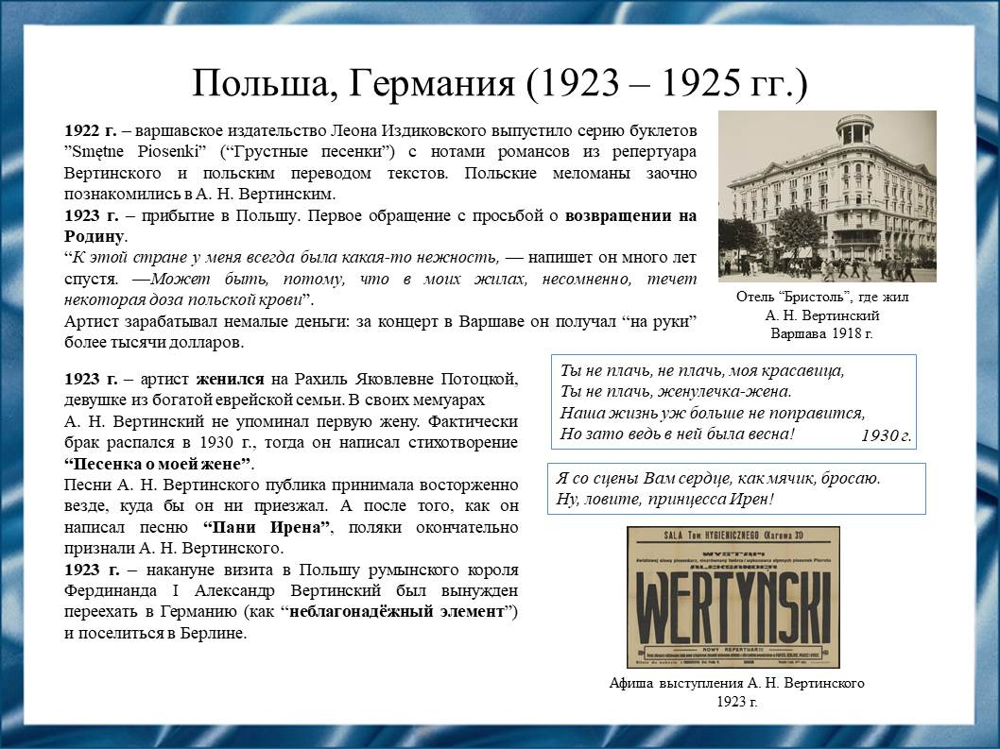 Польша, Германия (1923 – 1925 гг.)
1922 г. – варшавское издательство Леона Издиковского выпустило серию буклетов
”Smętne Piosenki” (“Грустные песенки”) с нотами романсов из репертуара
Вертинского и польским переводом текстов. Польские меломаны заочно
познакомились в А. Н. Вертинским.
1923 г. – прибытие в Польшу. Первое обращение с просьбой о возвращении на
Родину.
“К этой стране у меня всегда была какая-то нежность, — напишет он много лет
спустя. —Может быть, потому, что в моих жилах, несомненно, течет
некоторая доза польской крови”.
Артист зарабатывал немалые деньги: за концерт в Варшаве он получал “на руки”
более тысячи долларов.
Отель “Бристоль”, где жил
А. Н. Вертинский
Варшава 1918 г.
1923 г. – артист женился на Рахиль Яковлевне Потоцкой,
девушке из богатой еврейской семьи. В своих мемуарах
А. Н. Вертинский не упоминал первую жену. Фактически
брак распался в 1930 г., тогда он написал стихотворение
“Песенка о моей жене”.
Песни А. Н. Вертинского публика принимала восторженно
везде, куда бы он ни приезжал. А после того, как он
написал песню “Пани Ирена”, поляки окончательно
признали А. Н. Вертинского.
1923 г. – накануне визита в Польшу румынского короля
Фердинанда I Александр Вертинский был вынужден
переехать в Германию (как “неблагонадёжный элемент”)
и поселиться в Берлине.
Ты не плачь, не плачь, моя красавица,
Ты не плачь, женулечка-жена.
Наша жизнь уж больше не поправится,
Но зато ведь в ней была весна! 1930 г.
Я со сцены Вам сердце, как мячик, бросаю.
Ну, ловите, принцесса Ирен!
SALA Tow. HYGIENICZNEGO (Karowa 31)
WYSTĄPI
ALEKSANDER
WERTYŃSKI
NOWY REPERTUAR!!!
Афиша выступления А. Н. Вертинского
1923 г.